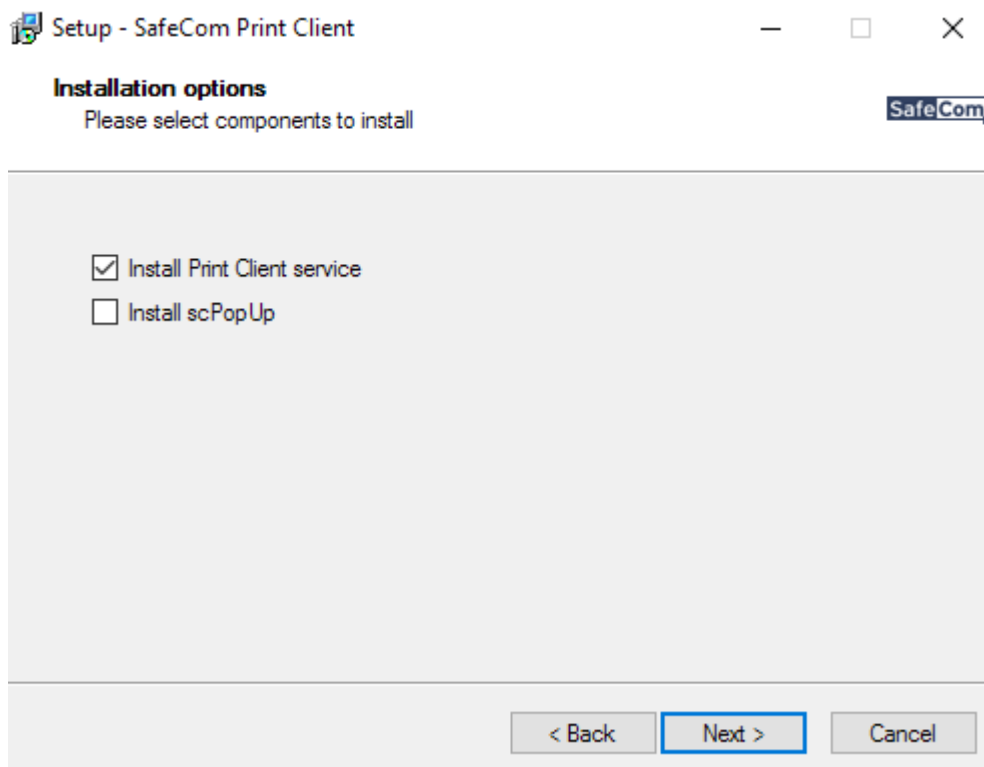 Setup - SafeCom Print Client
Installation options
Please select components to install
SafeCom
Install Print Client service
Install scPopUp
< Back
Next >
Cancel